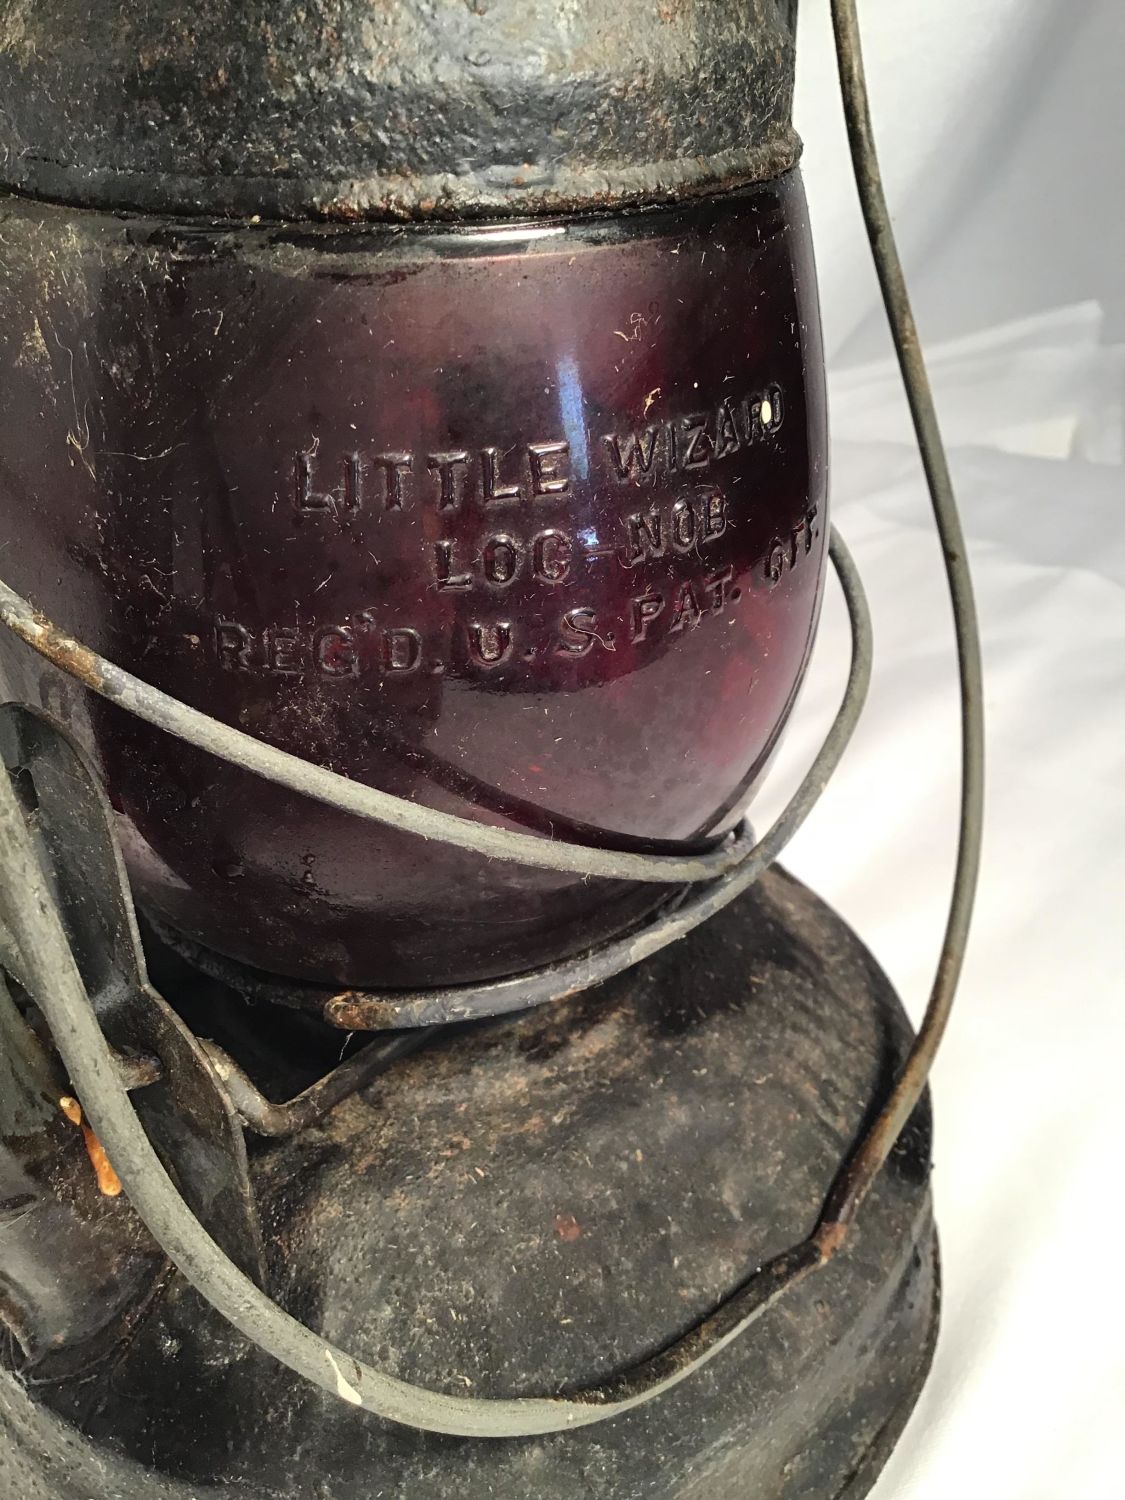 LITTLE WIZARD
LOC-NOB
REG'D. U.S. PAT. OFF.